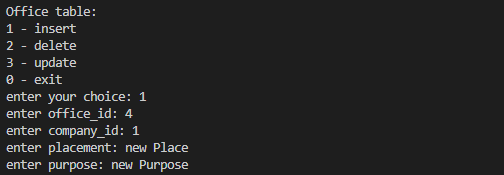 Office table:
1 - insert
2 - delete
3 - update
0 - exit
enter your choice: 1
enter office_id: 4
enter company_id: 1
enter placement: new Place
enter purpose: new Purpose